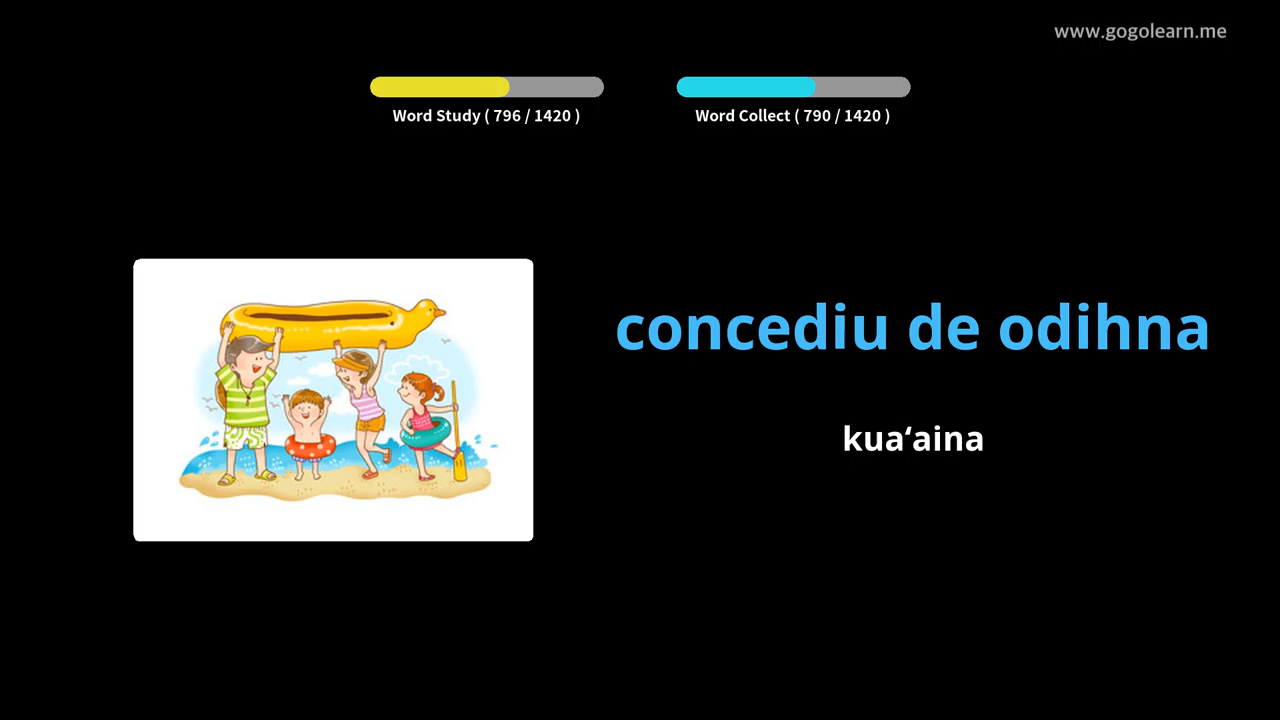 www.gogolearn.me
Word Study ( 796 / 1420 )
Word Collect ( 790 / 1420 )
concediu de odihna
kuaʻaina